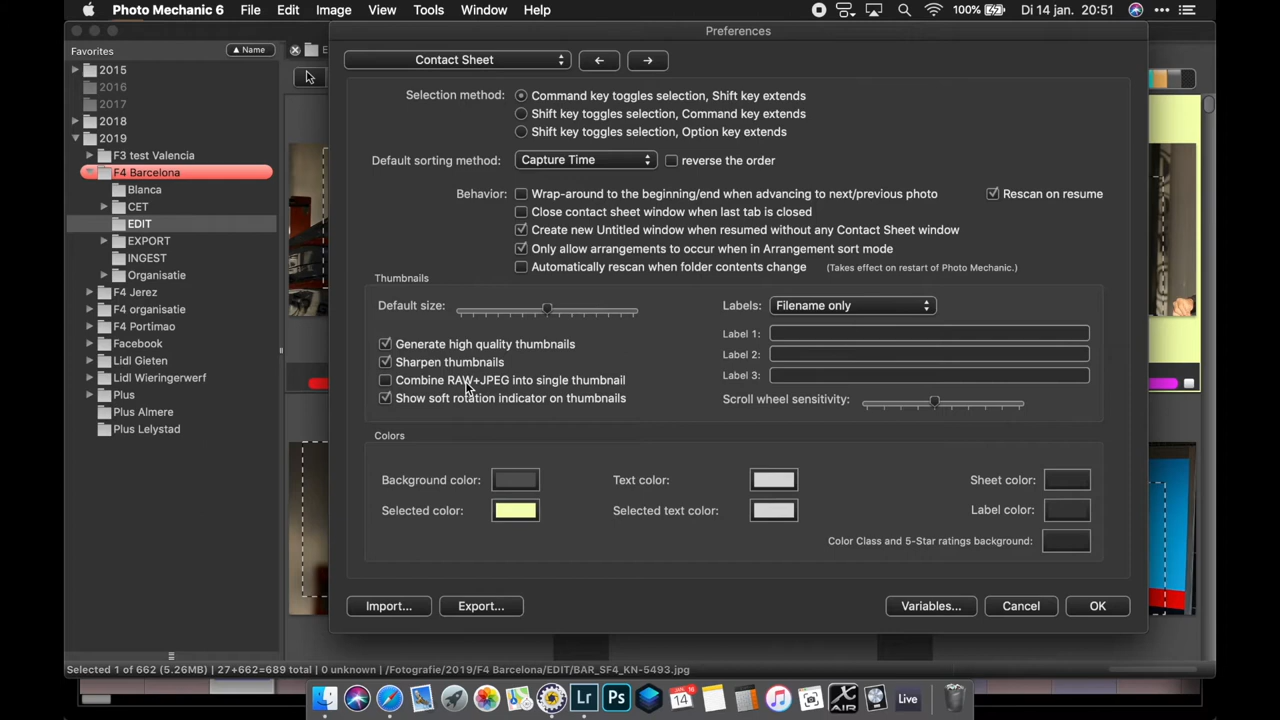 Photo Mechanic 6 File Edit Image View Tools Window Help 100% Di 14 jan. 20:51
Preferences
Favorites ▲ Name
Contact Sheet
2015
2016
2017
2018
2019
F3 test Valencia
F4 Barcelona
Blanca
CET
EDIT
EXPORT
INGEST
Organisatie
F4 Jerez
F4 organisatie
F4 Portimao
Facebook
Lidl Gieten
Lidl Wieringerwerf
Plus
Plus Almere
Plus Lelystad
Selection method: Command key toggles selection, Shift key extends
Shift key toggles selection, Command key extends
Shift key toggles selection, Option key extends
Default sorting method: Capture Time reverse the order
Behavior: Wrap-around to the beginning/end when advancing to next/previous photo Rescan on resume
Close contact sheet window when last tab is closed
Create new Untitled window when resumed without any Contact Sheet window
Only allow arrangements to occur when in Arrangement sort mode
Automatically rescan when folder contents change (Takes effect on restart of Photo Mechanic.)
Thumbnails
Default size: Labels: Filename only
Label 1:
Generate high quality thumbnails
Label 2:
Sharpen thumbnails
Label 3:
Combine RAW+JPEG into single thumbnail
Show soft rotation indicator on thumbnails Scroll wheel sensitivity:
Colors
Background color: Text color: Sheet color:
Selected color: Selected text color: Label color:
Color Class and 5-Star ratings background:
Import... Export... Variables... Cancel OK
Selected 1 of 662 (5.26MB) | 27+662=689 total | 0 unknown | /Fotografie/2019/F4 Barcelona/EDIT/BAR_SF4_KN-5493.jpg
Lr Ps JAN 14 X AIR Live